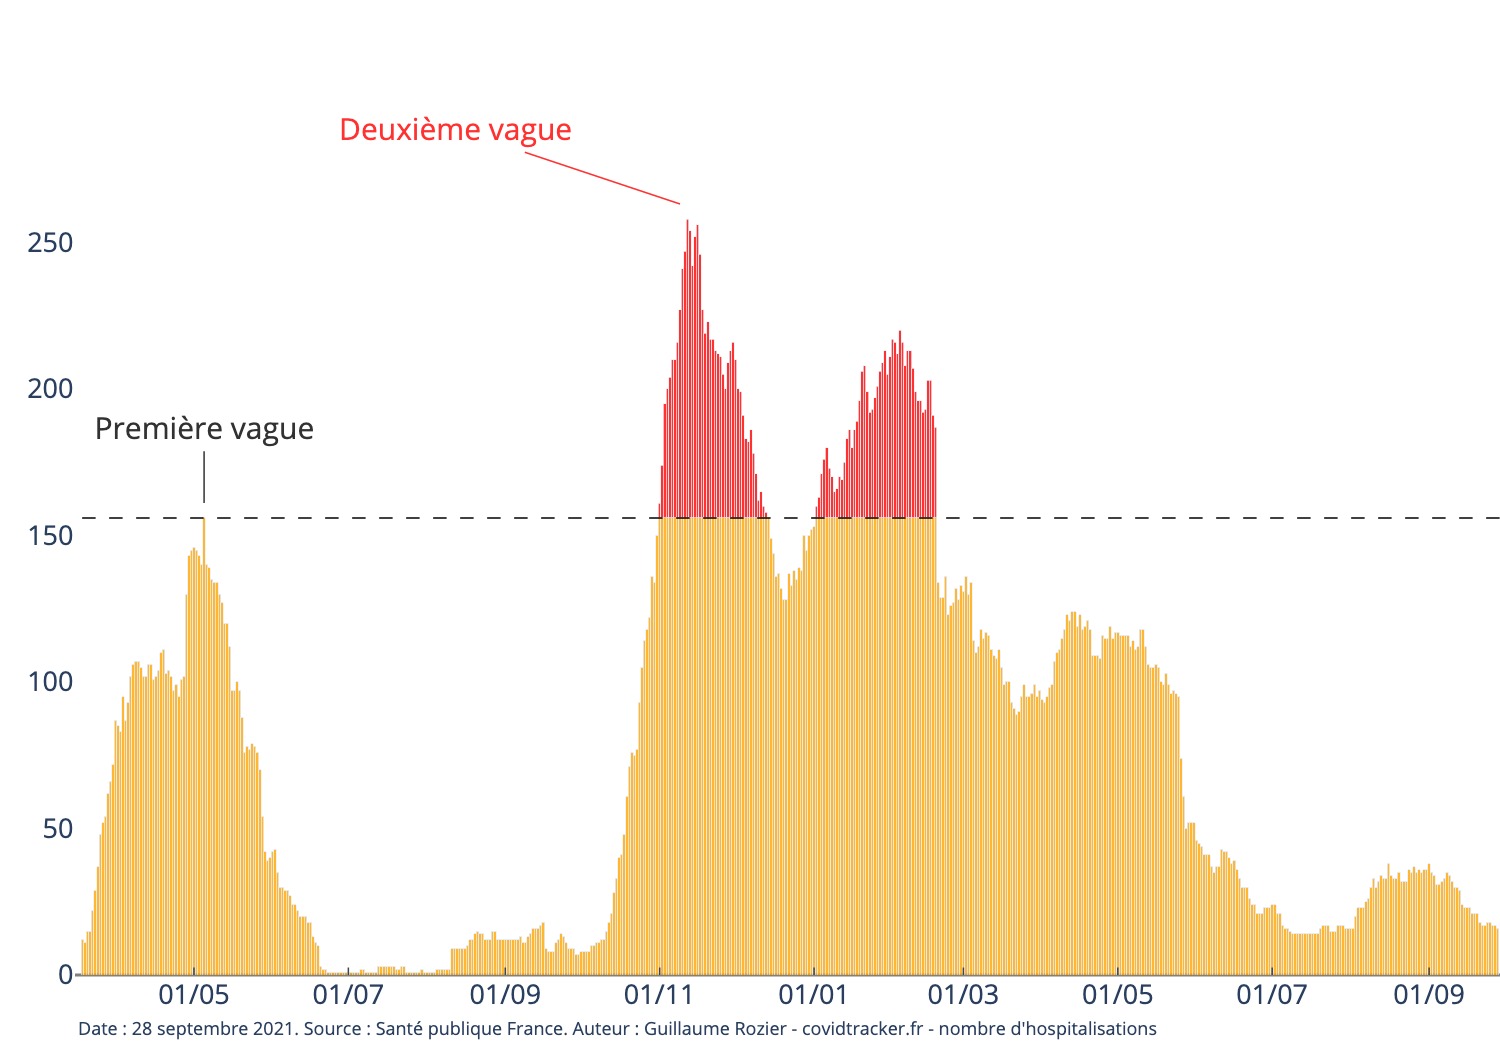 Deuxième vague
250
200
Première vague
150
100
50
0
01/05 01/07 01/09 01/11 01/01 01/03 01/05 01/07 01/09
Date : 28 septembre 2021. Source : Santé publique France. Auteur : Guillaume Rozier - covidtracker.fr - nombre d'hospitalisations